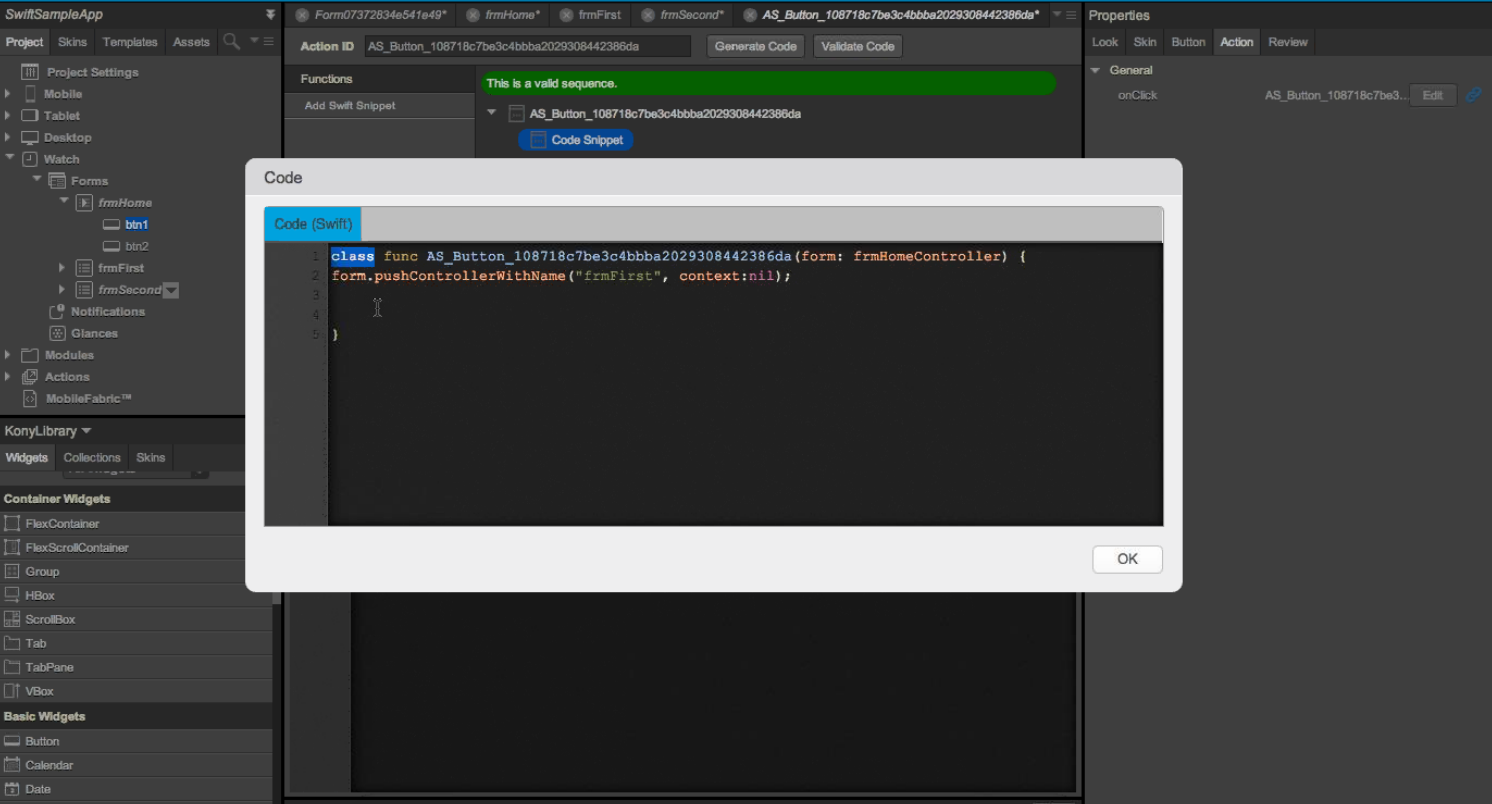 SwiftSampleApp
Project Skins Templates Assets
Project Settings
Mobile
Tablet
Desktop
Watch
Forms
frmHome
btn1
btn2
frmFirst
frmSecond
Notifications
Glances
Modules
Actions
MobileFabric™
KonyLibrary
Widgets Collections Skins
Container Widgets
FlexContainer
FlexScrollContainer
Group
HBox
ScrollBox
Tab
TabPane
VBox
Basic Widgets
Button
Calendar
Date
Form07372834e541e49* frmHome* frmFirst frmSecond* AS_Button_108718c7be3c4bbba2029308442386da*
Action ID AS_Button_108718c7be3c4bbba2029308442386da Generate Code Validate Code
Functions
Add Swift Snippet
This is a valid sequence.
AS_Button_108718c7be3c4bbba2029308442386da
Code Snippet
Code
Code (Swift)
1 class func AS_Button_108718c7be3c4bbba2029308442386da(form: frmHomeController) {
2 form.pushControllerWithName("frmFirst", context:nil);
3
4
5 }
OK
Properties
Look Skin Button Action Review
General
onClick AS_Button_108718c7be3... Edit